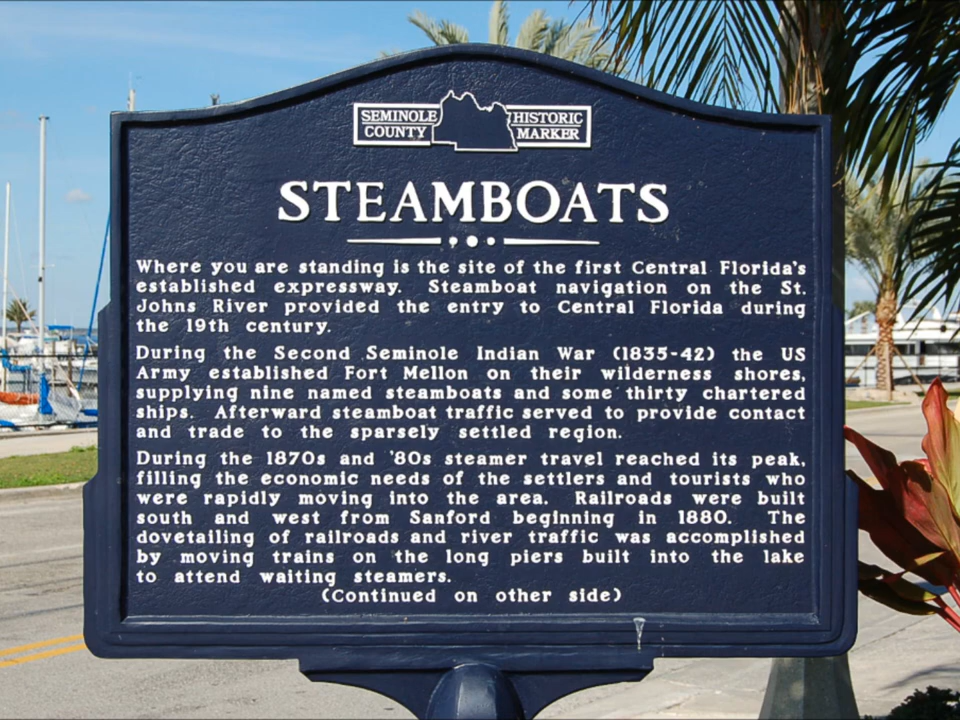 SEMINOLE COUNTY HISTORIC MARKER
STEAMBOATS
Where you are standing is the site of the first Central Florida's
established expressway. Steamboat navigation on the St.
Johns River provided the entry to Central Florida during
the 19th century.
During the Second Seminole Indian War (1835-42) the US
Army established Fort Mellon on their wilderness shores,
supplying nine named steamboats and some thirty chartered
ships. Afterward steamboat traffic served to provide contact
and trade to the sparsely settled region.
During the 1870s and '80s steamer travel reached its peak,
filling the economic needs of the settlers and tourists who
were rapidly moving into the area. Railroads were built
south and west from Sanford beginning in 1880. The
dovetailing of railroads and river traffic was accomplished
by moving trains on the long piers built into the lake
to attend waiting steamers.
(Continued on other side)